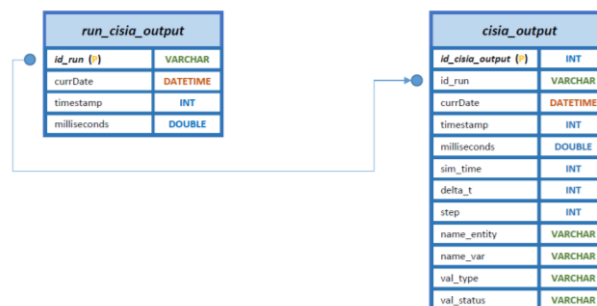 run_cisia_output
id_run (P) VARCHAR
currDate DATETIME
timestamp INT
milliseconds DOUBLE
cisia_output
id_cisia_output (P) INT
id_run VARCHAR
currDate DATETIME
timestamp INT
milliseconds DOUBLE
sim_time INT
delta_t INT
step INT
name_entity VARCHAR
name_var VARCHAR
val_type VARCHAR
val_status VARCHAR